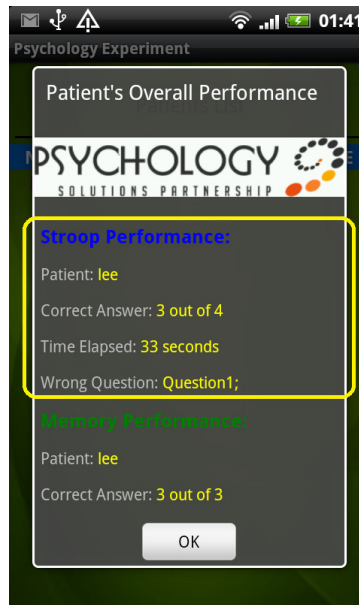 01:41
Psychology Experiment
Patient's Overall Performance
PSYCHOLOGY
SOLUTIONS PARTNERSHIP
Stroop Performance:
Patient: lee
Correct Answer: 3 out of 4
Time Elapsed: 33 seconds
Wrong Question: Question1;
Memory Performance:
Patient: lee
Correct Answer: 3 out of 3
OK